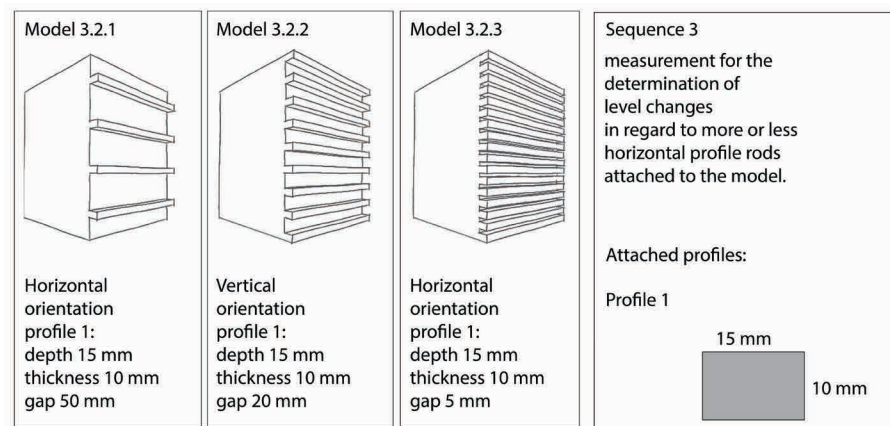 Model 3.2.1
Horizontal
orientation
profile 1:
depth 15 mm
thickness 10 mm
gap 50 mm
Model 3.2.2
Vertical
orientation
profile 1:
depth 15 mm
thickness 10 mm
gap 20 mm
Model 3.2.3
Horizontal
orientation
profile 1:
depth 15 mm
thickness 10 mm
gap 5 mm
Sequence 3
measurement for the
determination of
level changes
in regard to more or less
horizontal profile rods
attached to the model.
Attached profiles:
Profile 1
15 mm
10 mm